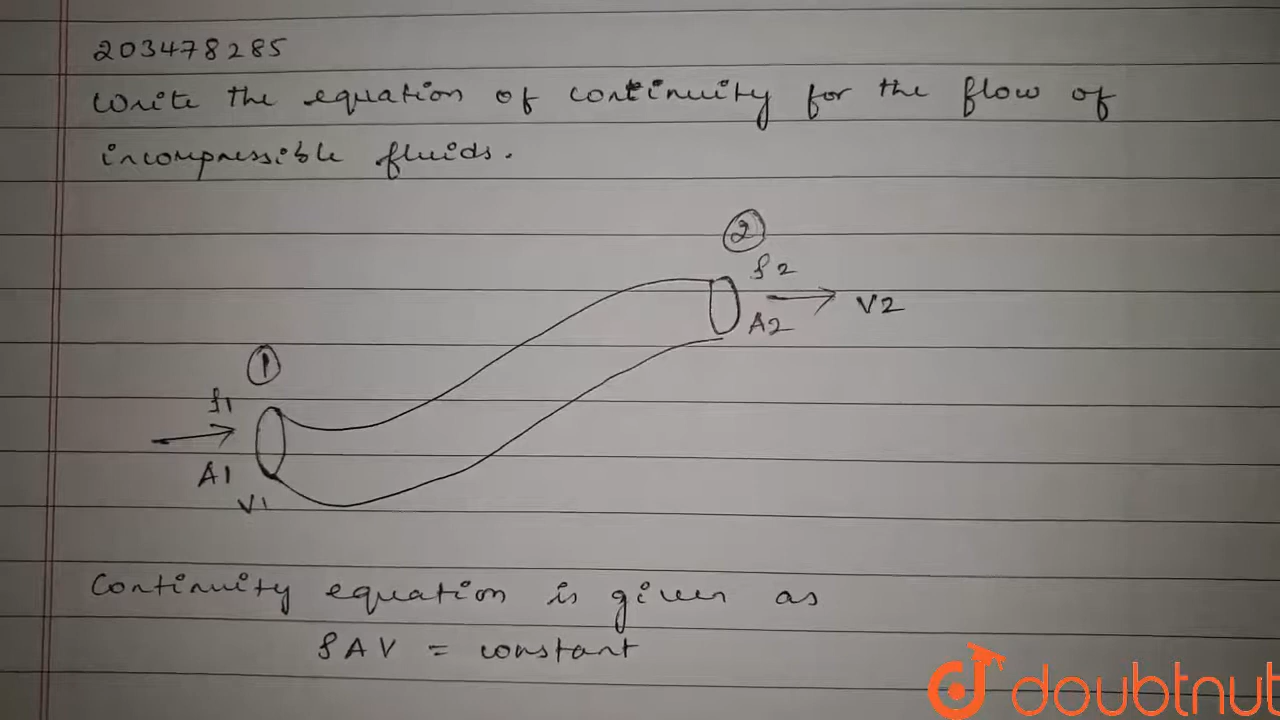 203478285
Write the equation of continuity for the flow of
incompressible fluids.
2
ρ2
V2
A2
1
ρ1
A1
V1
Continuity equation is given as
ρAV = constant
doubtnut